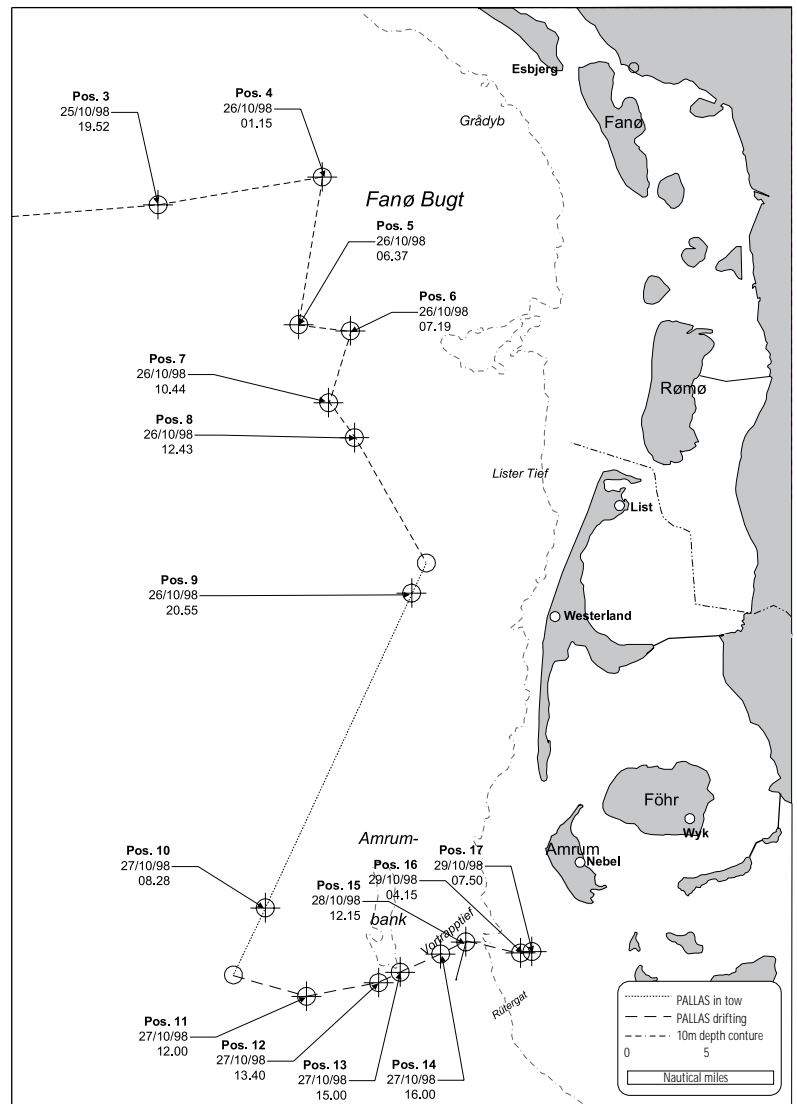 Esbjerg
Pos. 3
25/10/98
19.52
Pos. 4
26/10/98
01.15
Grådyb
Fanø
Fanø Bugt
Pos. 5
26/10/98
06.37
Pos. 6
26/10/98
07.19
Pos. 7
26/10/98
10.44
Rømø
Pos. 8
26/10/98
12.43
Lister Tief
List
Pos. 9
26/10/98
20.55
Westerland
Föhr
Wyk
Amrum-
bank
Amrum
Nebel
Pos. 10
27/10/98
08.28
Pos. 17
29/10/98
07.50
Pos. 16
29/10/98
04.15
Pos. 15
28/10/98
12.15
Vortrapptief
Rütergat
Pos. 11
27/10/98
12.00
Pos. 12
27/10/98
13.40
Pos. 13
27/10/98
15.00
Pos. 14
27/10/98
16.00
PALLAS in tow
PALLAS drifting
10m depth conture
0 5
Nautical miles